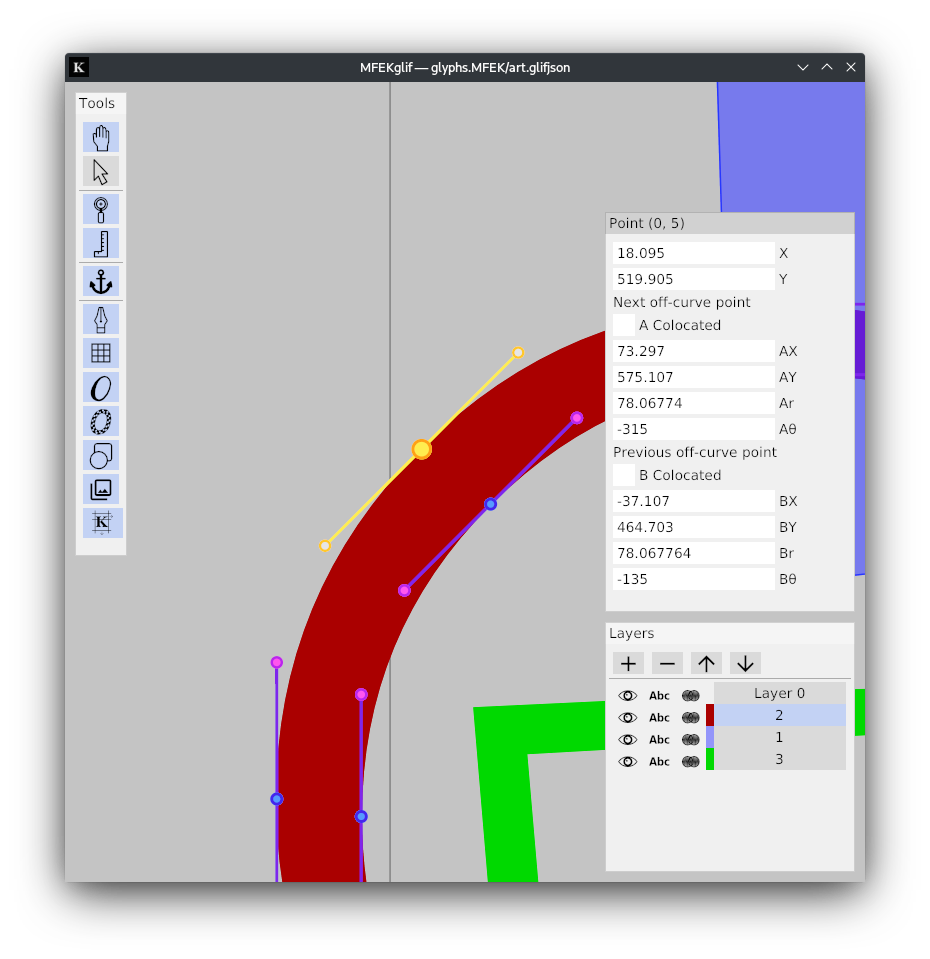 K
MFEKglif — glyphs.MFEK/art.glifjson
Tools
K
Point (0, 5)
18.095 X
519.905 Y
Next off-curve point
A Colocated
73.297 AX
575.107 AY
78.06774 Ar
-315 Aθ
Previous off-curve point
B Colocated
-37.107 BX
464.703 BY
78.067764 Br
-135 Bθ
Layers
Layer 0
Abc 2
Abc 1
Abc 3
Abc